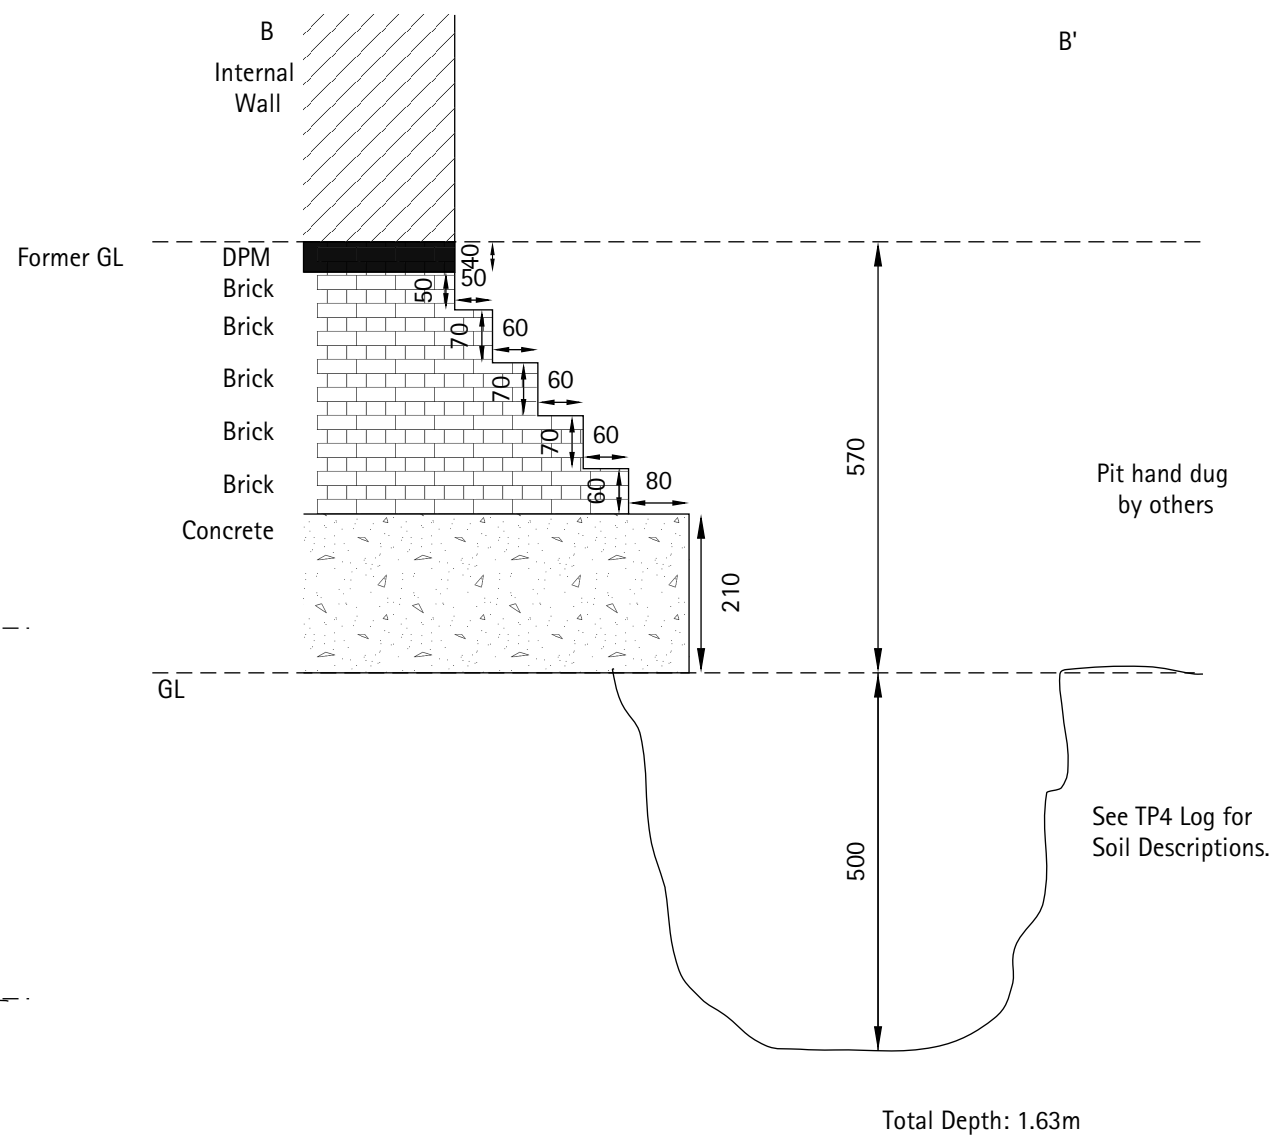 B
B'
Internal
Wall
Former GL
DPM
40
Brick
50
50
Brick
70
60
Brick
70
60
Brick
70
60
Brick
60
80
570
Pit hand dug
by others
Concrete
210
GL
See TP4 Log for
Soil Descriptions.
500
Total Depth: 1.63m